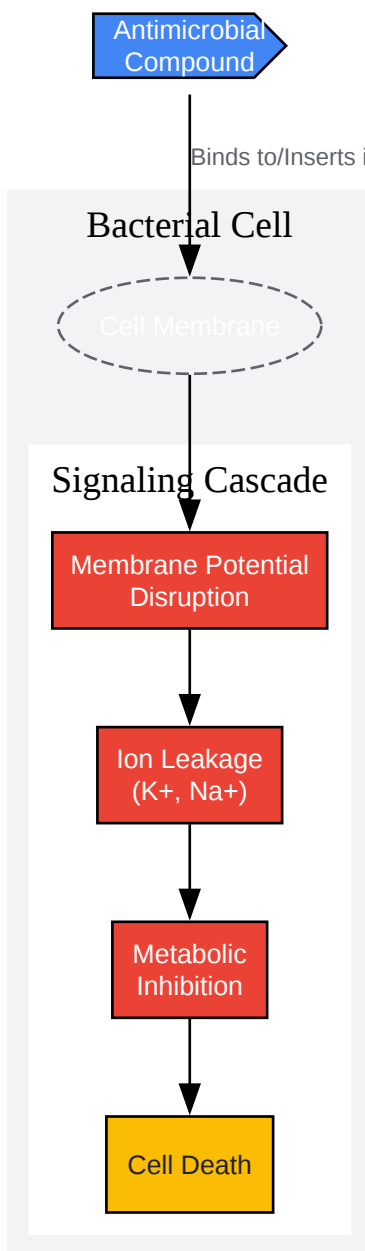 Antimicrobial
Compound
Binds to/Inserts i
Bacterial Cell
Cell Membrane
Signaling Cascade
Membrane Potential
Disruption
Ion Leakage
(K+, Na+)
Metabolic
Inhibition
Cell Death